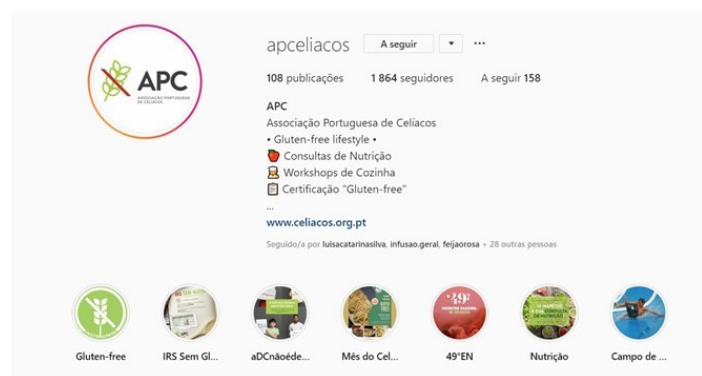 apceliacos A seguir
108 publicações 1 864 seguidores A seguir 158
APC
ASSOCIAÇÃO PORTUGUESA
DE CELÍACOS
APC
Associação Portuguesa de Celíacos
• Gluten-free lifestyle •
Consultas de Nutrição
Workshops de Cozinha
Certificação "Gluten-free"
...
www.celiacos.org.pt
Seguido/a por luisacatarinasilva, infusao.geral, feijaorosa + 28 outras pessoas
49º
Gluten-free IRS Sem Gl... aDCnãoéde... Mês do Cel... 49°EN Nutrição Campo de ...